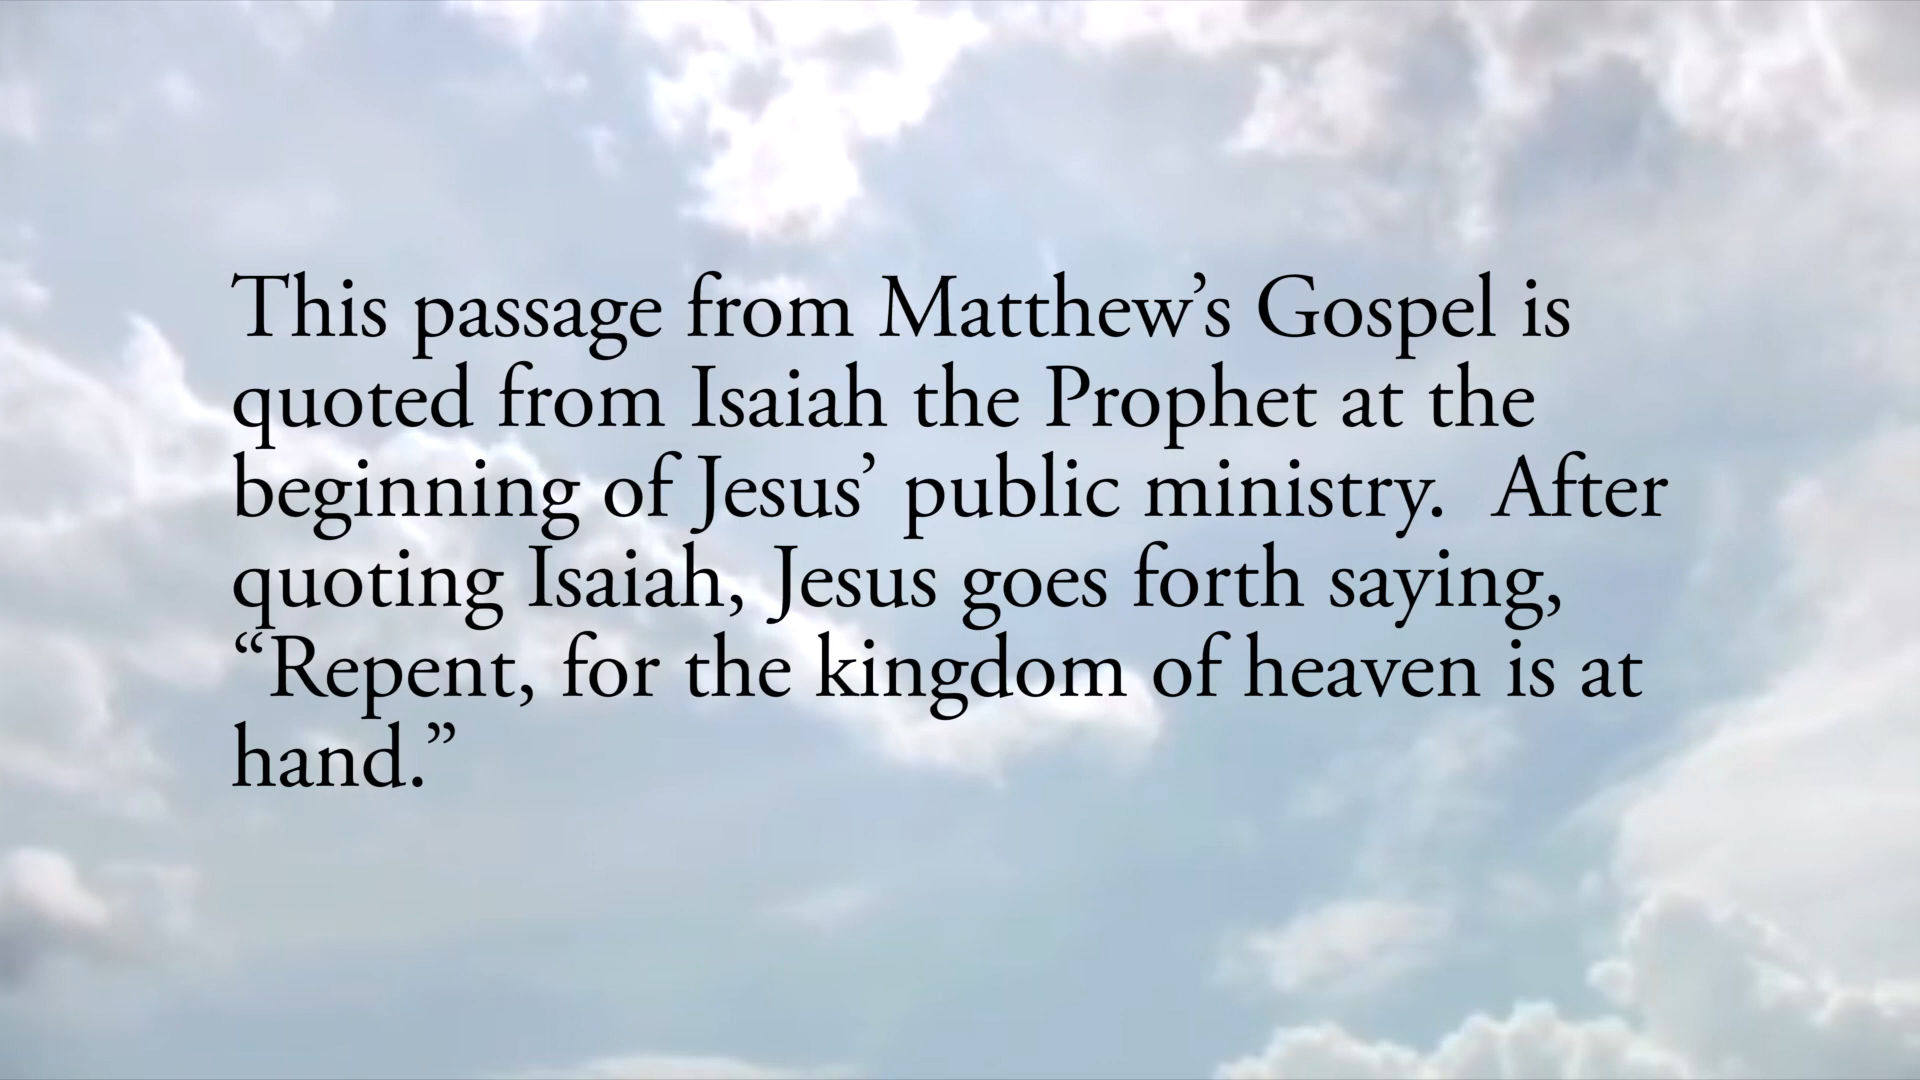 This passage from Matthew’s Gospel is
quoted from Isaiah the Prophet at the
beginning of Jesus’ public ministry.  After
quoting Isaiah, Jesus goes forth saying,
“Repent, for the kingdom of heaven is at
hand.”